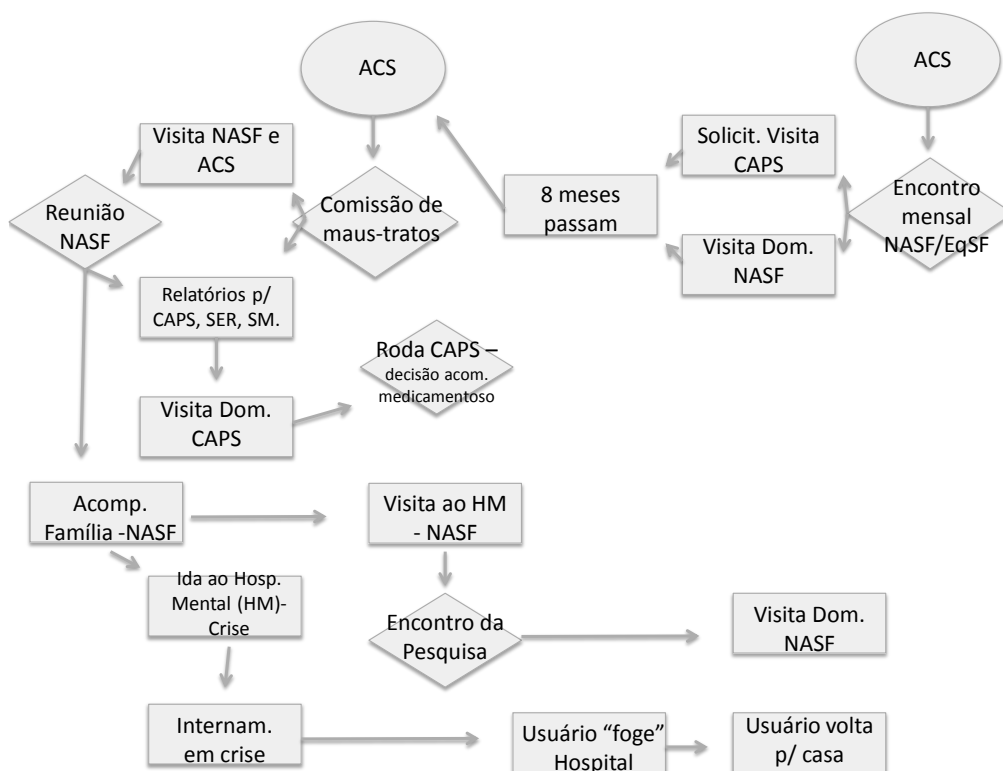 ACS
ACS
Visita NASF e
ACS
Solicit. Visita
CAPS
Reunião
NASF
Comissão de
maus-tratos
8 meses
passam
Encontro
mensal
NASF/EqSF
Visita Dom.
NASF
Relatórios p/
CAPS, SER, SM.
Roda CAPS –
decisão acom.
medicamentoso
Visita Dom.
CAPS
Acomp.
Família -NASF
Visita ao HM
- NASF
Ida ao Hosp.
Mental (HM)-
Crise
Encontro da
Pesquisa
Visita Dom.
NASF
Internam.
em crise
Usuário “foge”
Hospital
Usuário volta
p/ casa